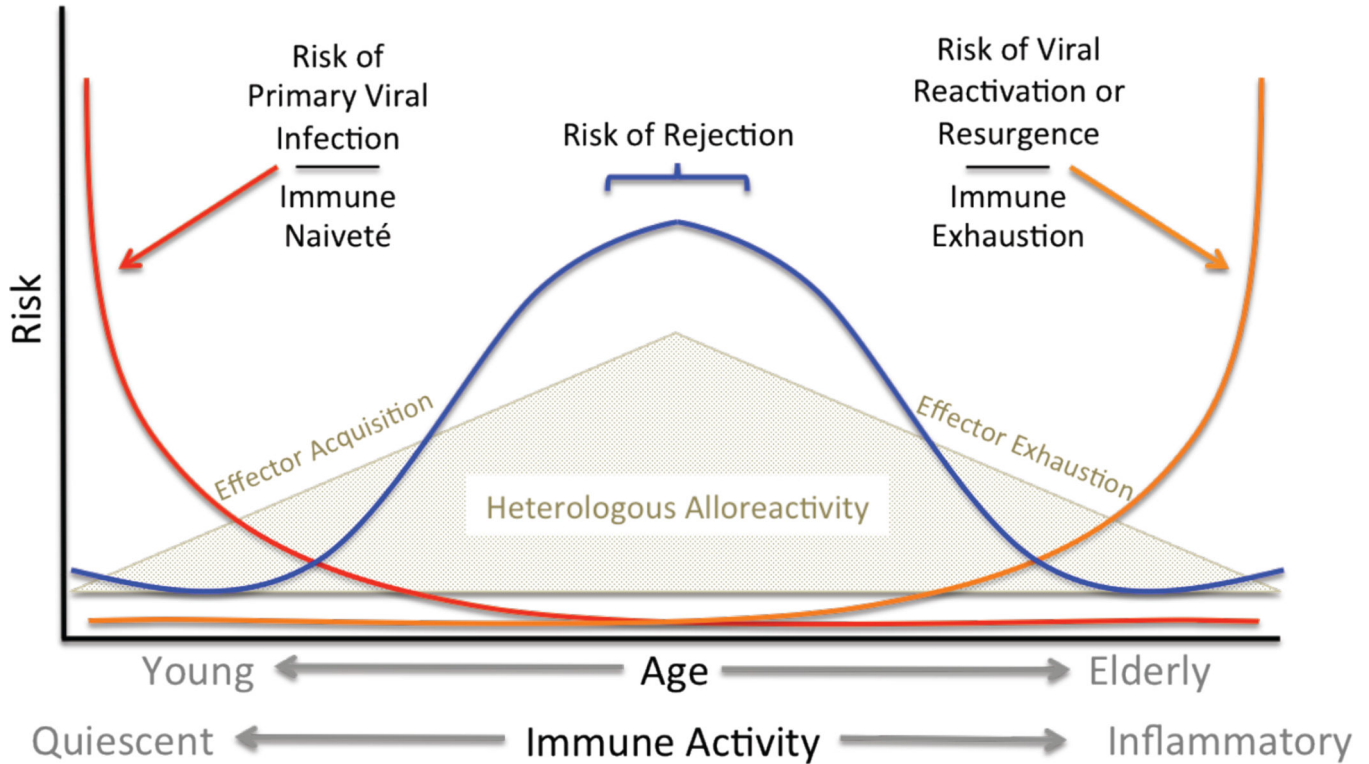 Risk of
Primary Viral
Infection
Immune
Naiveté
Risk of Rejection
Risk of Viral
Reactivation or
Resurgence
Immune
Exhaustion
Risk
Effector Acquisition
Effector Exhaustion
Heterologous Alloreactivity
Young Age Elderly
Quiescent Immune Activity Inflammatory